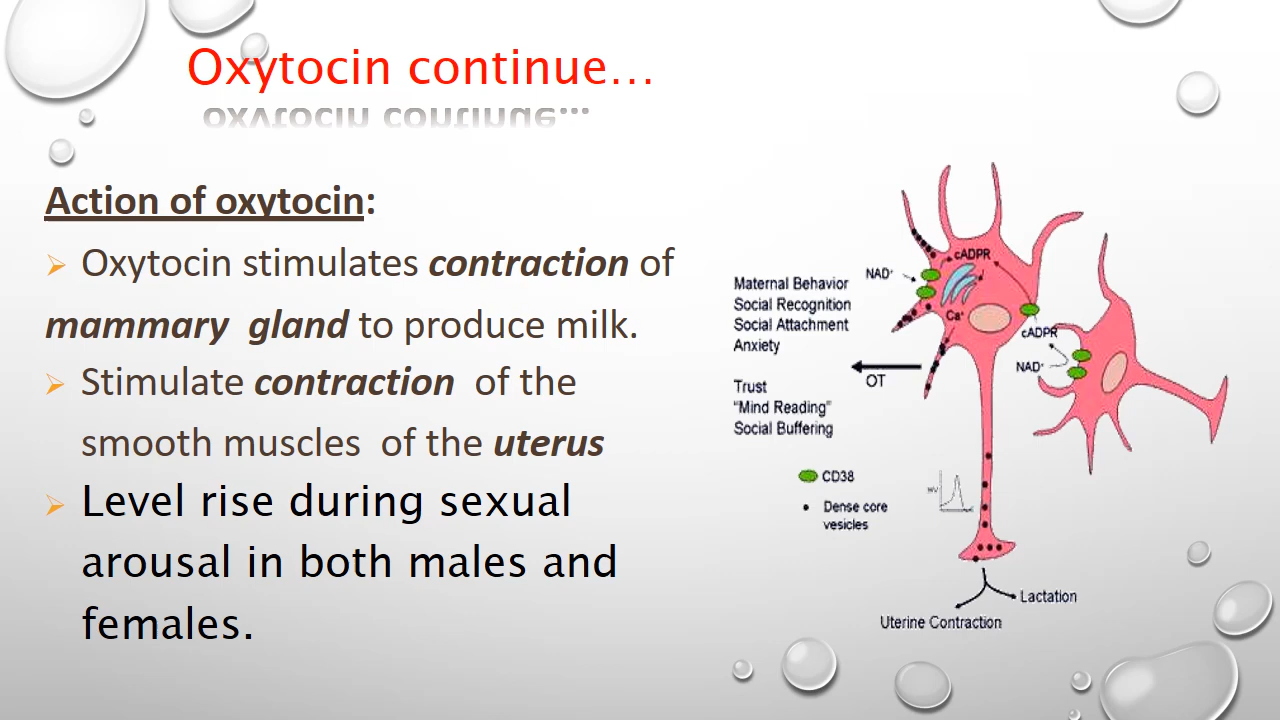 Oxytocin continue…
Action of oxytocin:
Oxytocin stimulates contraction of
mammary gland to produce milk.
Stimulate contraction of the
smooth muscles of the uterus
Level rise during sexual
arousal in both males and
females.
Maternal Behavior
Social Recognition
Social Attachment
Anxiety
Trust
“Mind Reading”
Social Buffering
OT
NAD⁺
cADPR
Ca⁺
cADPR
NAD⁺
CD38
• Dense core
vesicles
Lactation
Uterine Contraction